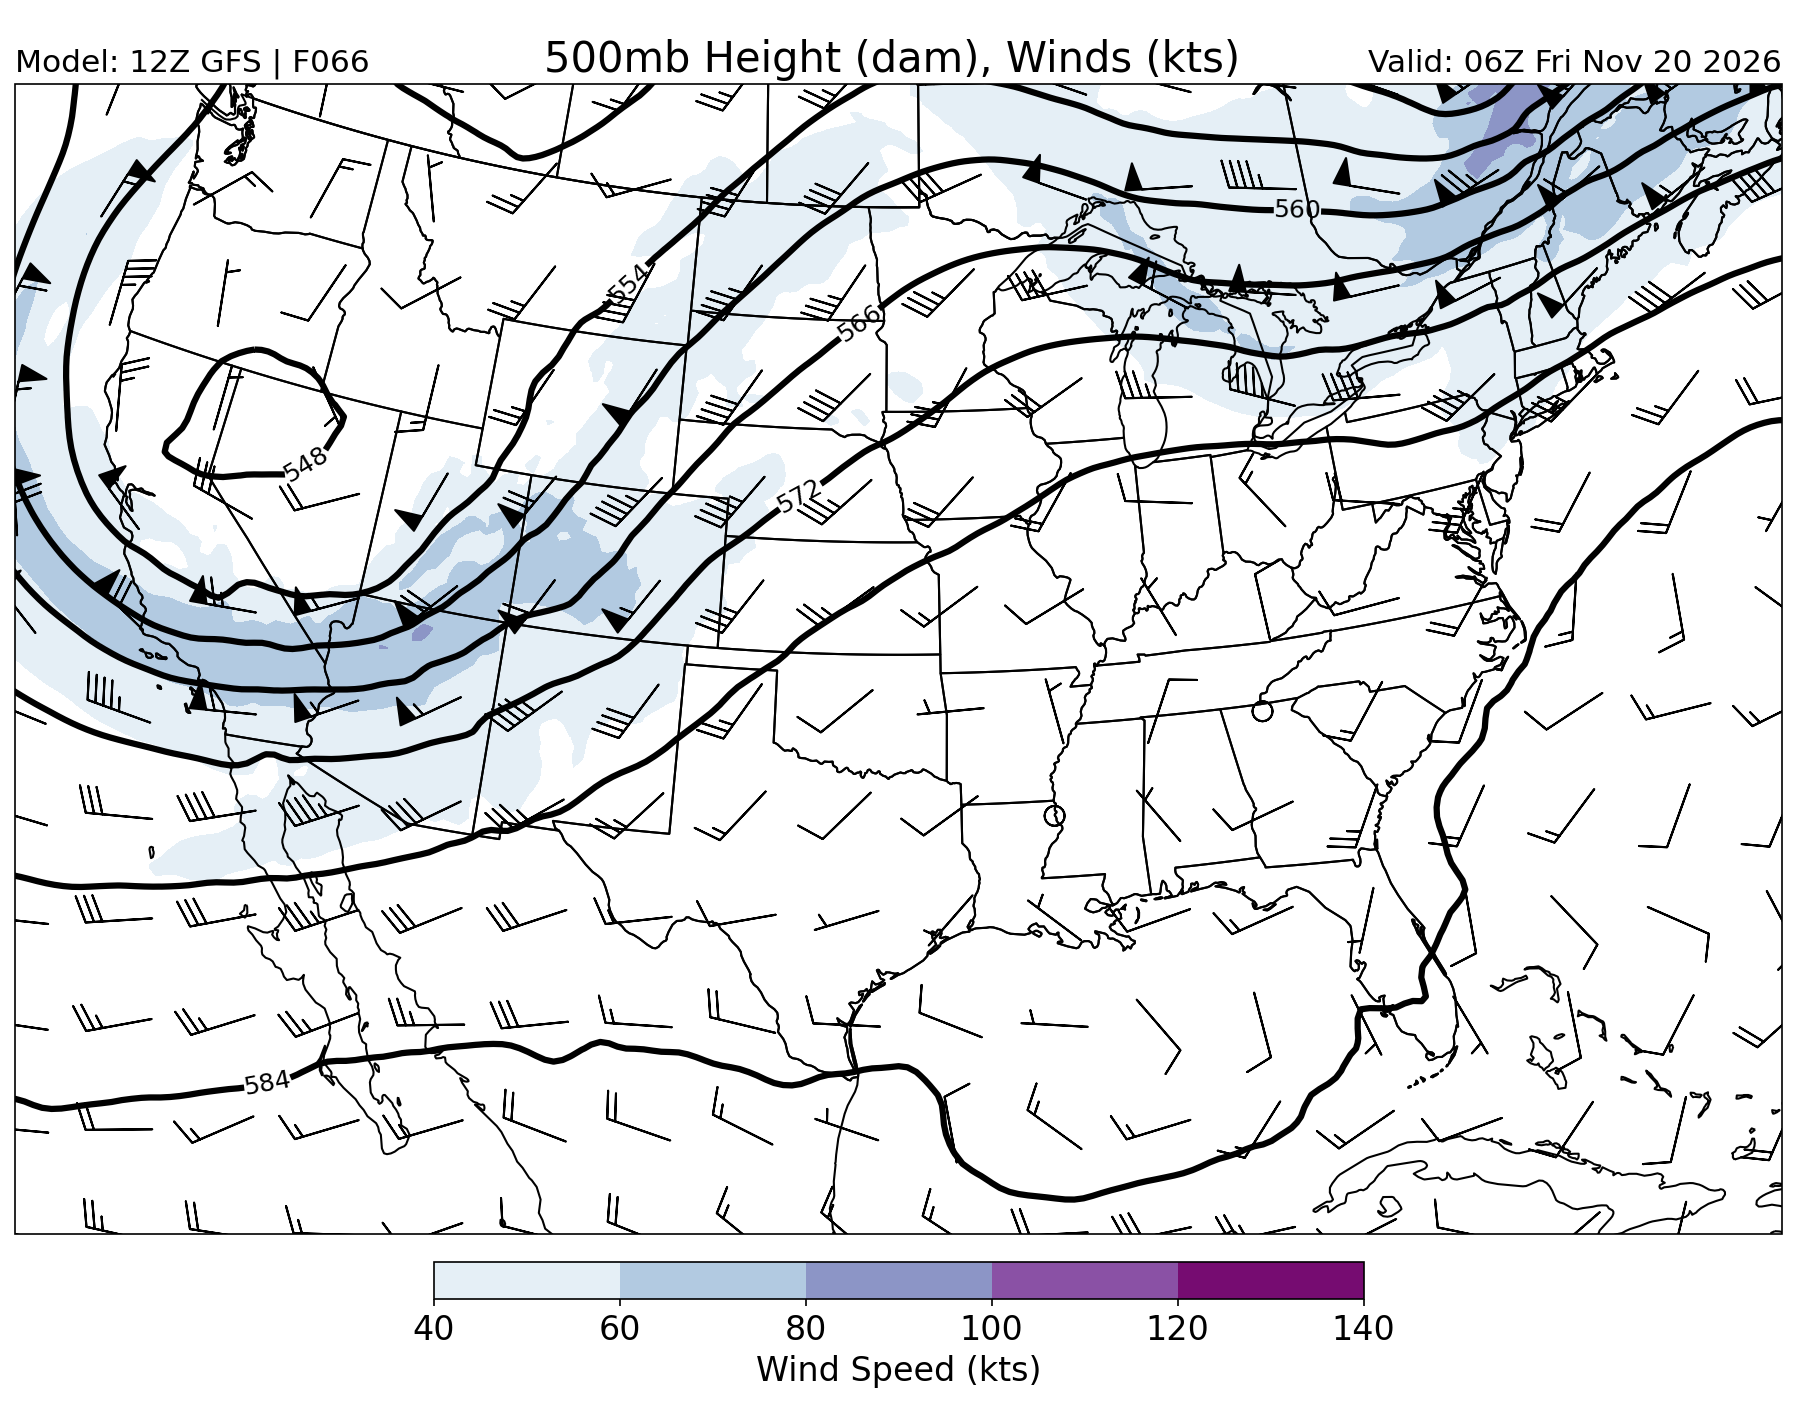 Model: 12Z GFS | F066
500mb Height (dam), Winds (kts)
Valid: 06Z Fri Nov 20 2026
560
554
566
548
572
584
40 60 80 100 120 140
Wind Speed (kts)